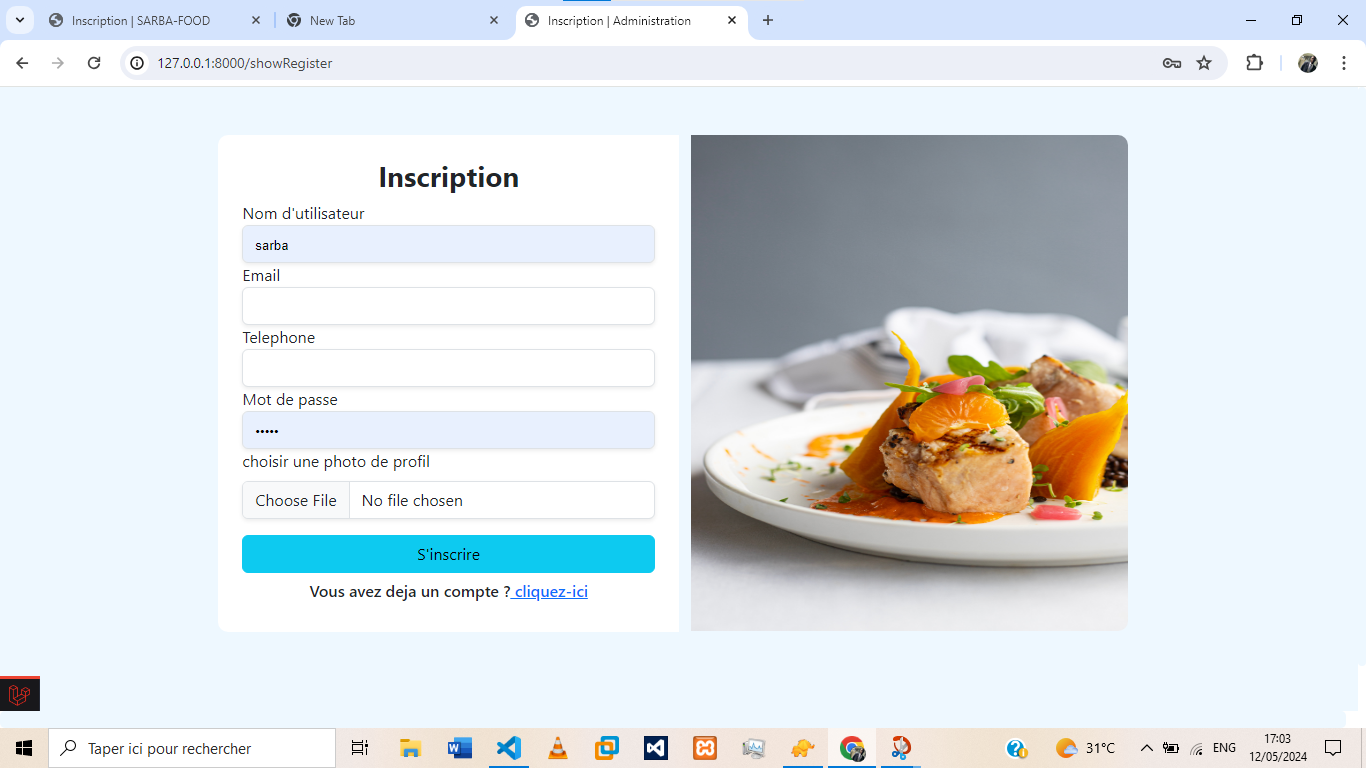 Inscription | SARBA-FOOD
New Tab
Inscription | Administration
127.0.0.1:8000/showRegister
Inscription
Nom d'utilisateur
sarba
Email
Telephone
Mot de passe
•••••
choisir une photo de profil
Choose File No file chosen
S'inscrire
Vous avez deja un compte ? cliquez-ici
Taper ici pour rechercher
31°C
ENG
17:03
12/05/2024